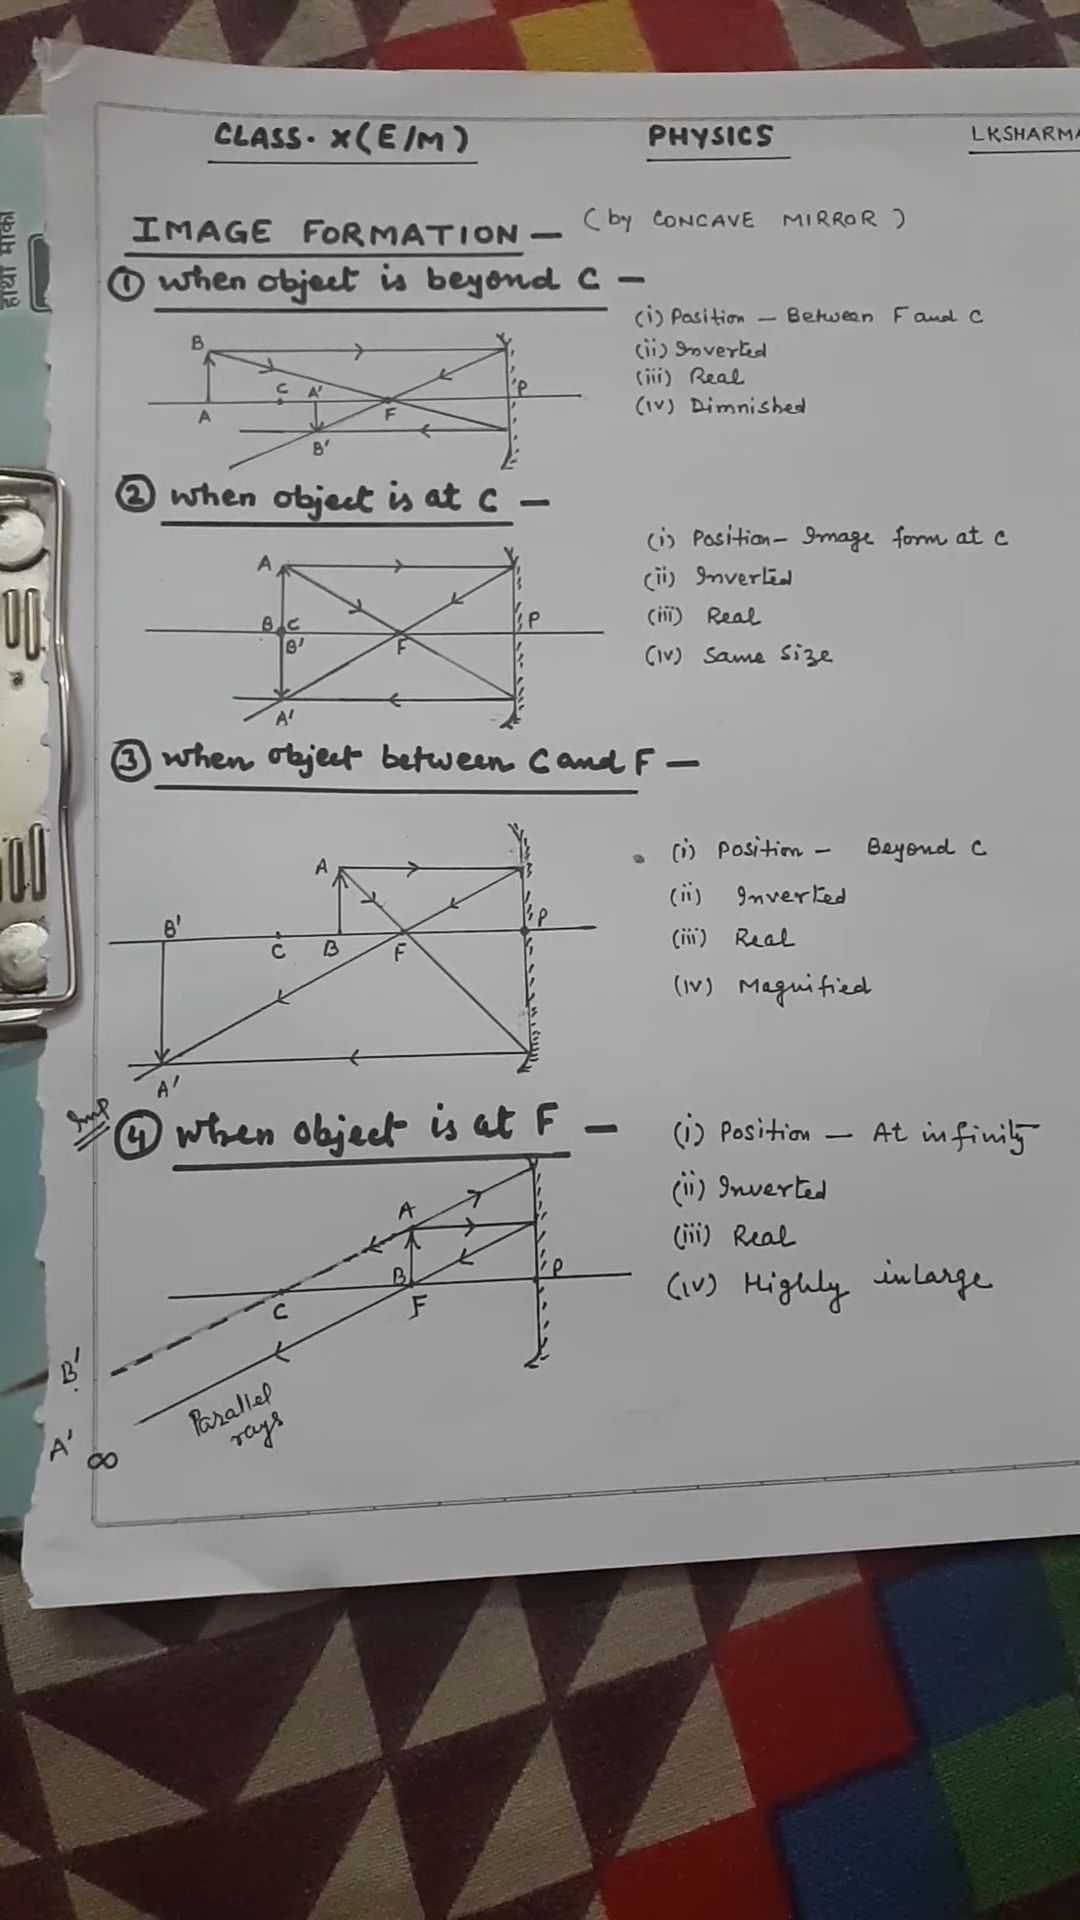 CLASS. X(E/M) PHYSICS LKSHARMA
IMAGE FORMATION — (by CONCAVE MIRROR)
① when object is beyond C —
(i) Position — Between F and C
(ii) Inverted
(iii) Real
(iv) Dimnished
B
C A' P
A F
B'
② when object is at C —
(i) Position — Image form at C
(ii) Inverted
(iii) Real
(iv) Same Size
A
B C P
B' F
A'
③ when object between C and F —
(i) Position — Beyond C
(ii) Inverted
(iii) Real
(iv) Magnified
A
B' P
C B F
A'
Imp
④ when object is at F —
(i) Position — At infinity
(ii) Inverted
(iii) Real
(iv) Highly inlarge
A
B P
C F
B'
Parallel
rays
A' ∞